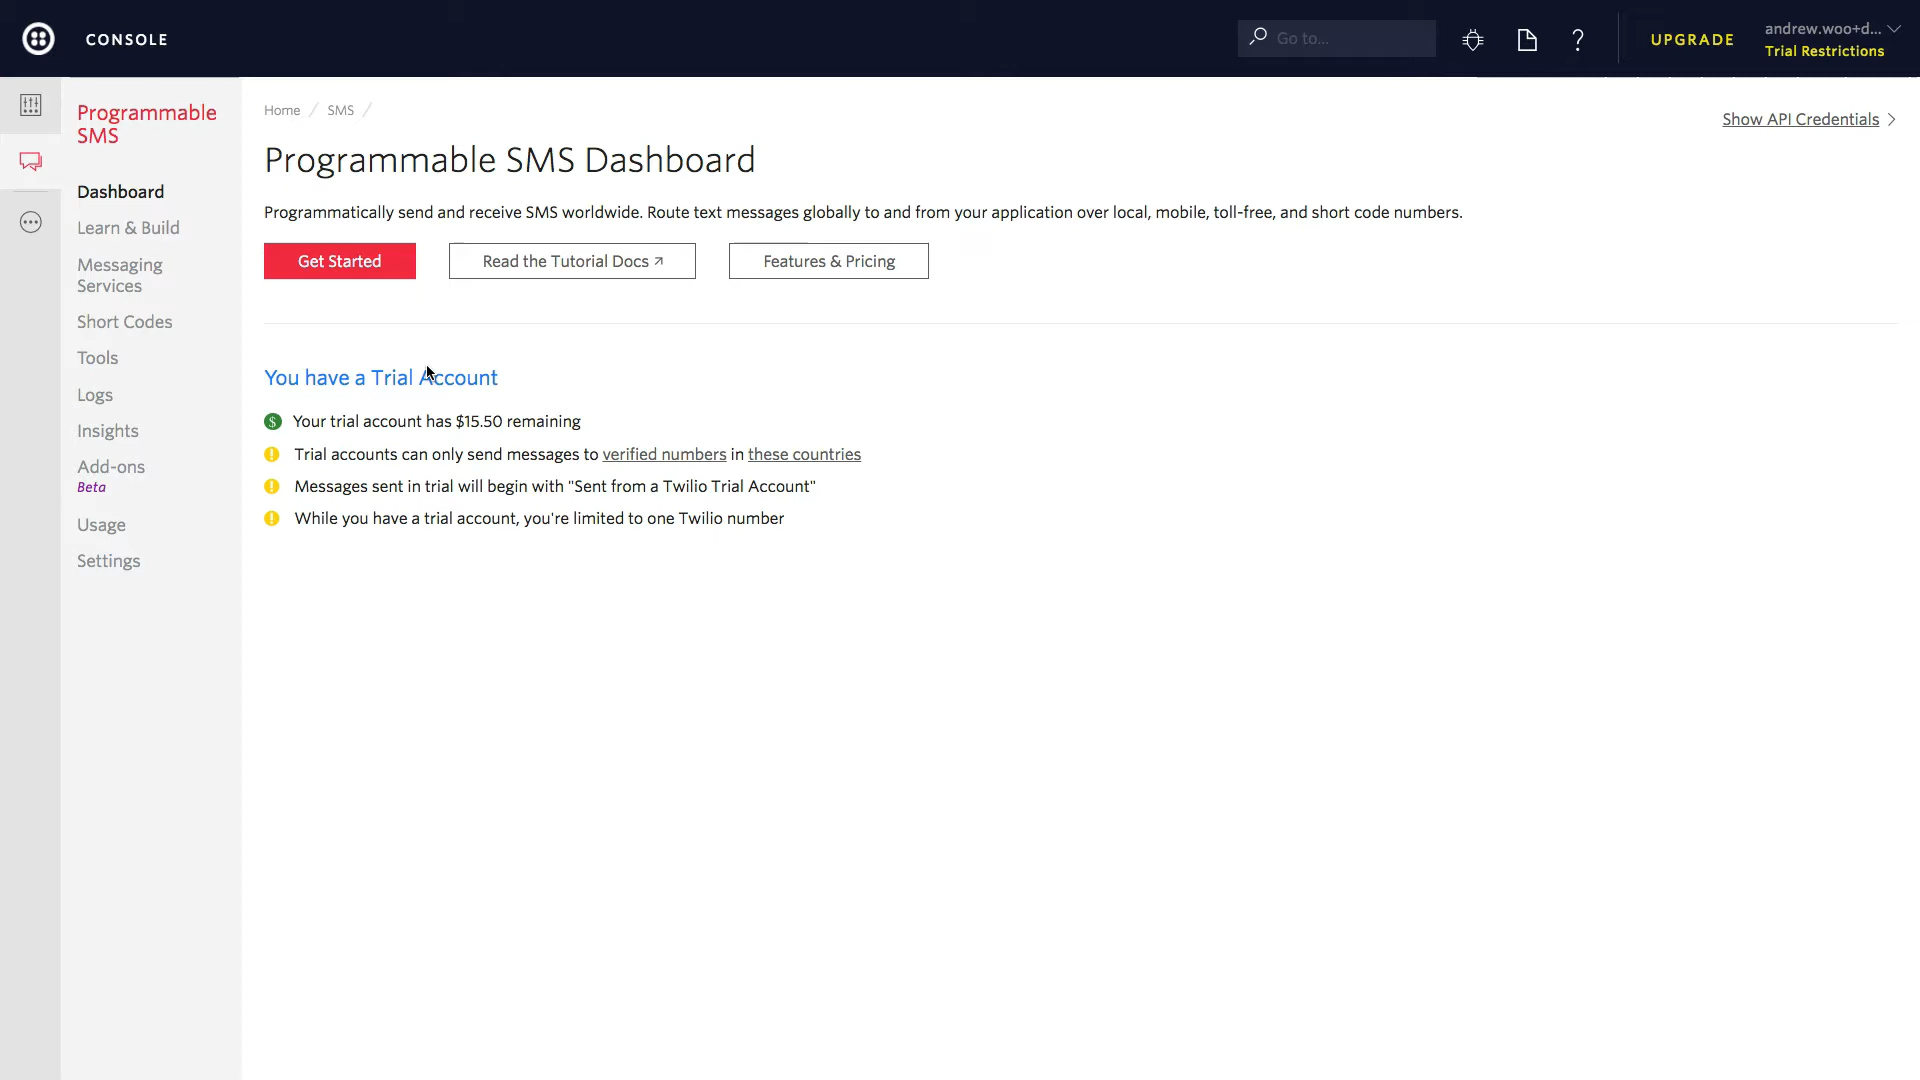 CONSOLE
Go to...
UPGRADE
andrew.woo+d...
Trial Restrictions
Programmable
SMS
Dashboard
Learn & Build
Messaging
Services
Short Codes
Tools
Logs
Insights
Add-ons
Beta
Usage
Settings
Home / SMS /
Show API Credentials
Programmable SMS Dashboard
Programmatically send and receive SMS worldwide. Route text messages globally to and from your application over local, mobile, toll-free, and short code numbers.
Get Started
Read the Tutorial Docs ↗
Features & Pricing
You have a Trial Account
$ Your trial account has $15.50 remaining
! Trial accounts can only send messages to verified numbers in these countries
! Messages sent in trial will begin with "Sent from a Twilio Trial Account"
! While you have a trial account, you're limited to one Twilio number